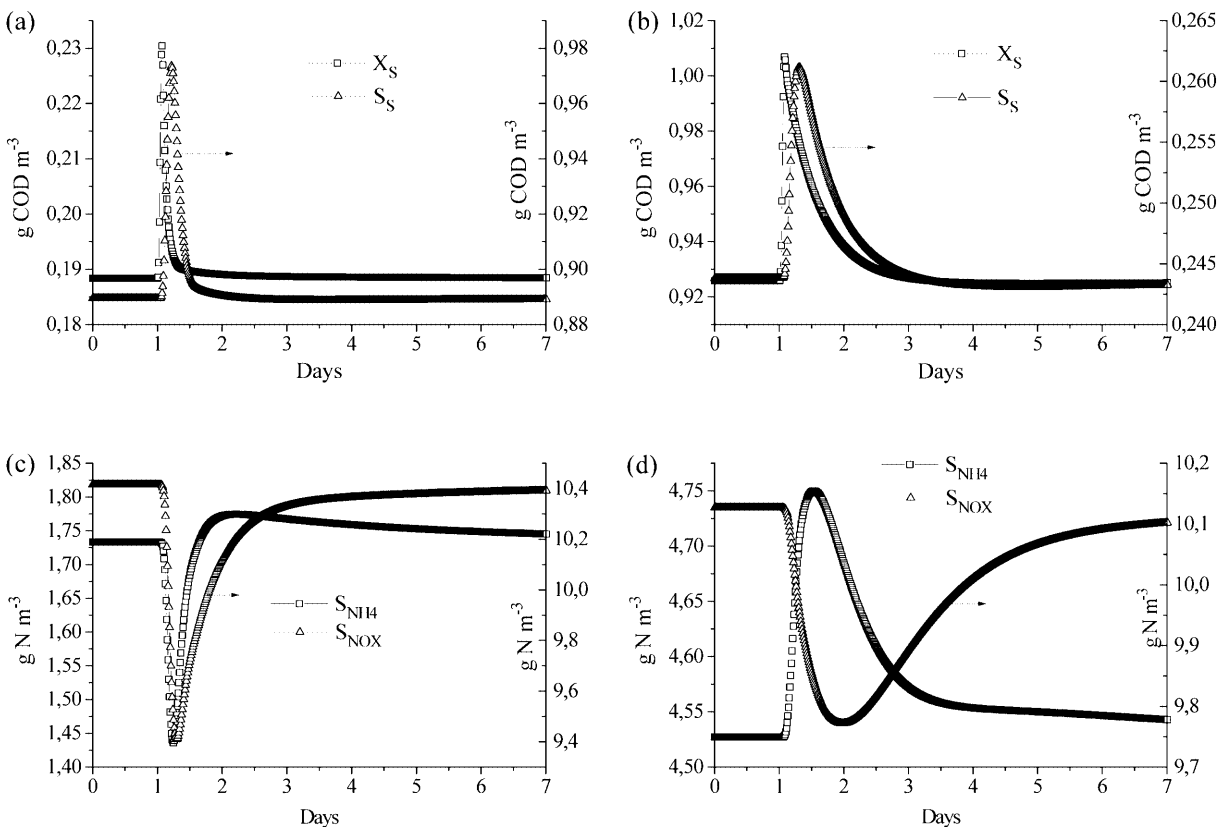 (a)
0,23
0,22
0,21
0,20
0,19
0,18
g COD m-3
0,98
0,96
0,94
0,92
0,90
0,88
g COD m-3
XS
SS
0 1 2 3 4 5 6 7
Days
(b)
1,02
1,00
0,98
0,96
0,94
0,92
g COD m-3
0,265
0,260
0,255
0,250
0,245
0,240
g COD m-3
XS
SS
0 1 2 3 4 5 6 7
Days
(c)
1,85
1,80
1,75
1,70
1,65
1,60
1,55
1,50
1,45
1,40
g N m-3
10,4
10,2
10,0
9,8
9,6
9,4
g N m-3
SNH4
SNOX
0 1 2 3 4 5 6 7
Days
(d)
4,75
4,70
4,65
4,60
4,55
4,50
g N m-3
10,2
10,1
10,0
9,9
9,8
9,7
g N m-3
SNH4
SNOX
0 1 2 3 4 5 6 7
Days